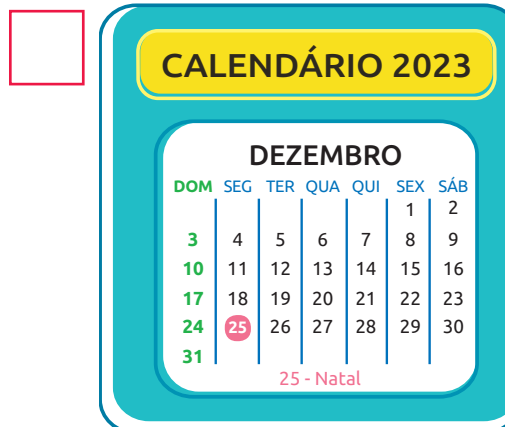 CALENDÁRIO 2023
DEZEMBRO
DOM SEG TER QUA QUI SEX SÁB
1 2
3 4 5 6 7 8 9
10 11 12 13 14 15 16
17 18 19 20 21 22 23
24 25 26 27 28 29 30
31
25 - Natal